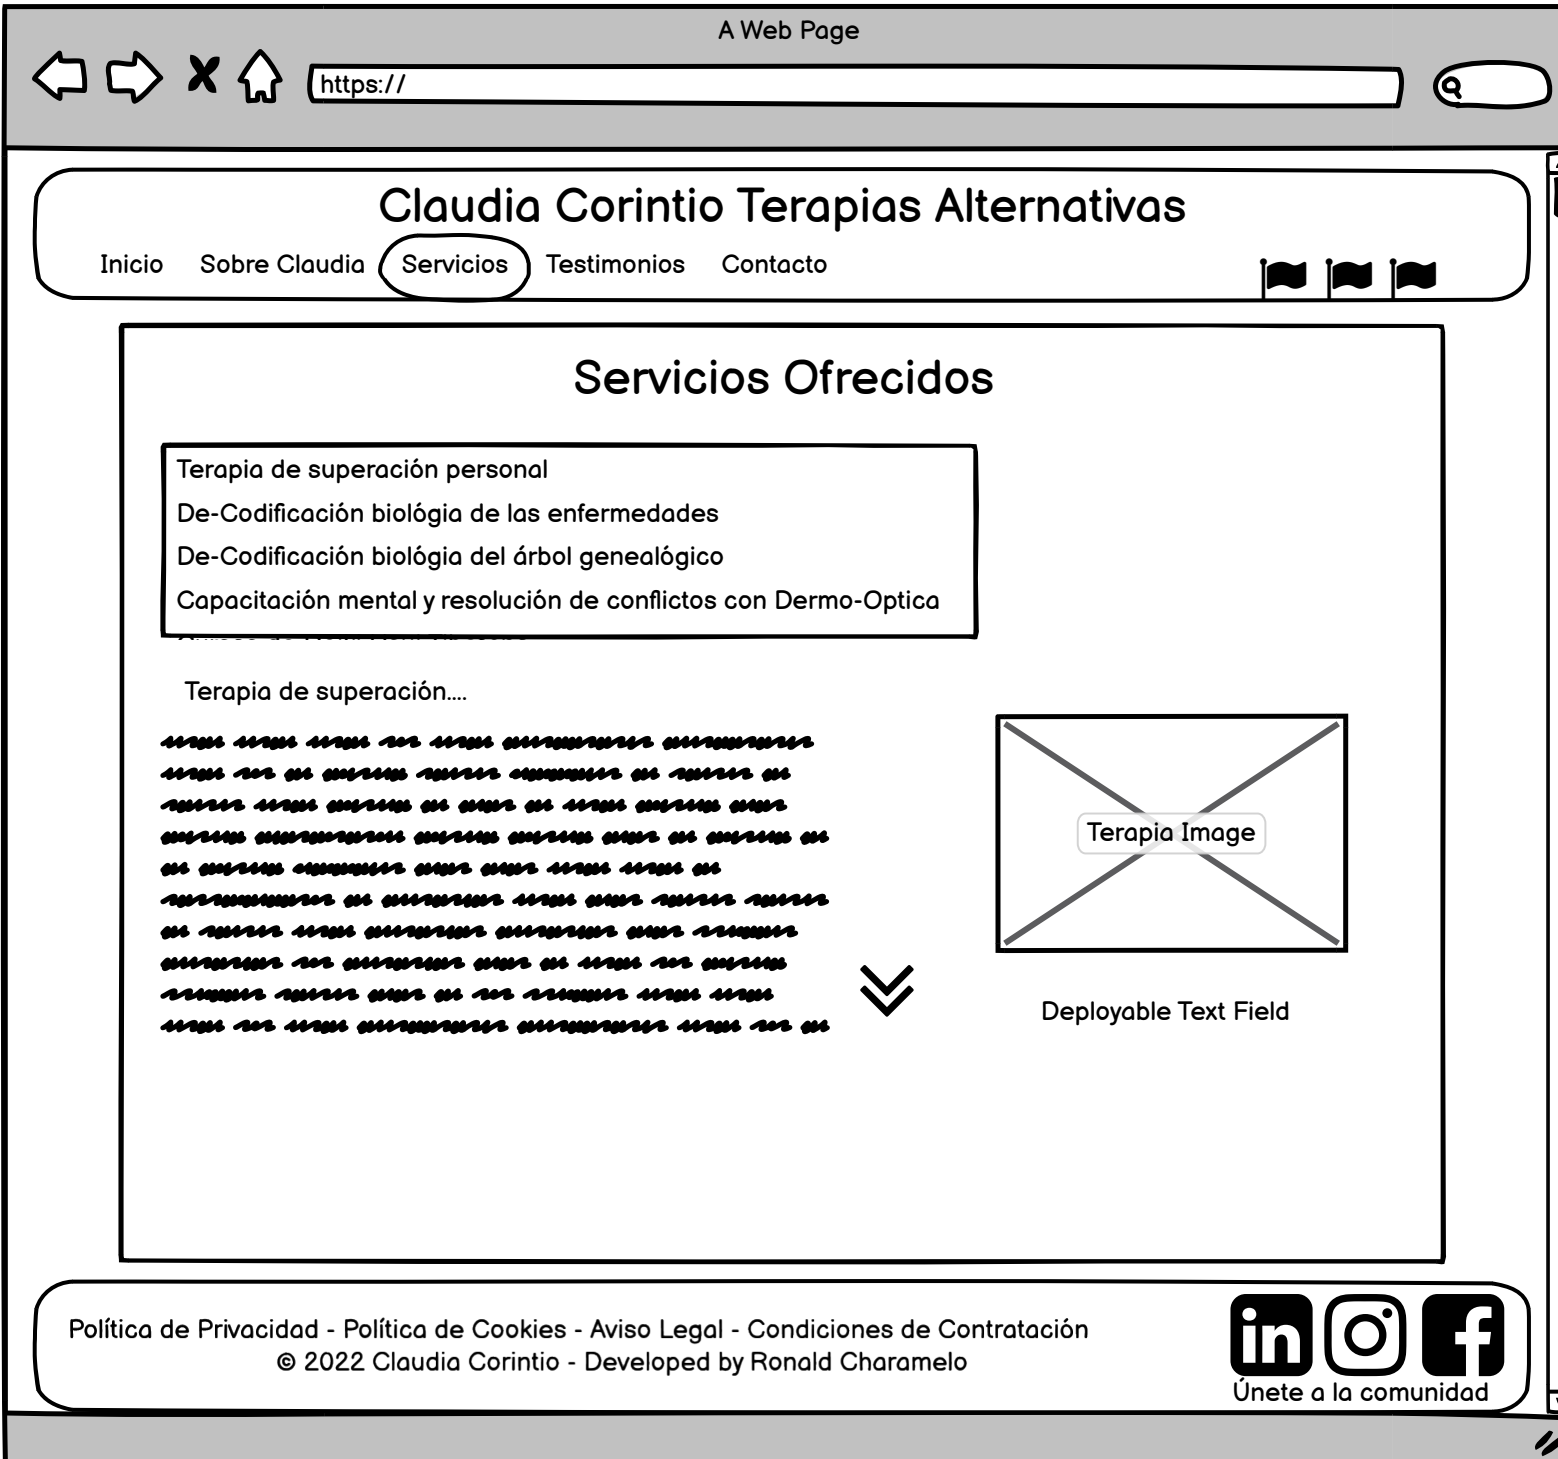 A Web Page
https://
Claudia Corintio Terapias Alternativas
Inicio Sobre Claudia Servicios Testimonios Contacto
Servicios Ofrecidos
Terapia de superación personal
De-Codificación biológia de las enfermedades
De-Codificación biológia del árbol genealógico
Capacitación mental y resolución de conflictos con Dermo-Optica
Terapia de superación....
Terapia Image
Deployable Text Field
Política de Privacidad - Política de Cookies - Aviso Legal - Condiciones de Contratación
© 2022 Claudia Corintio - Developed by Ronald Charamelo
in
f
Únete a la comunidad